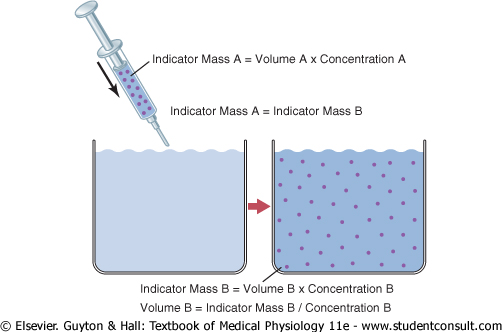 Indicator Mass A = Volume A x Concentration A
Indicator Mass A = Indicator Mass B
Indicator Mass B = Volume B x Concentration B
Volume B = Indicator Mass B / Concentration B
© Elsevier. Guyton & Hall: Textbook of Medical Physiology 11e - www.studentconsult.com